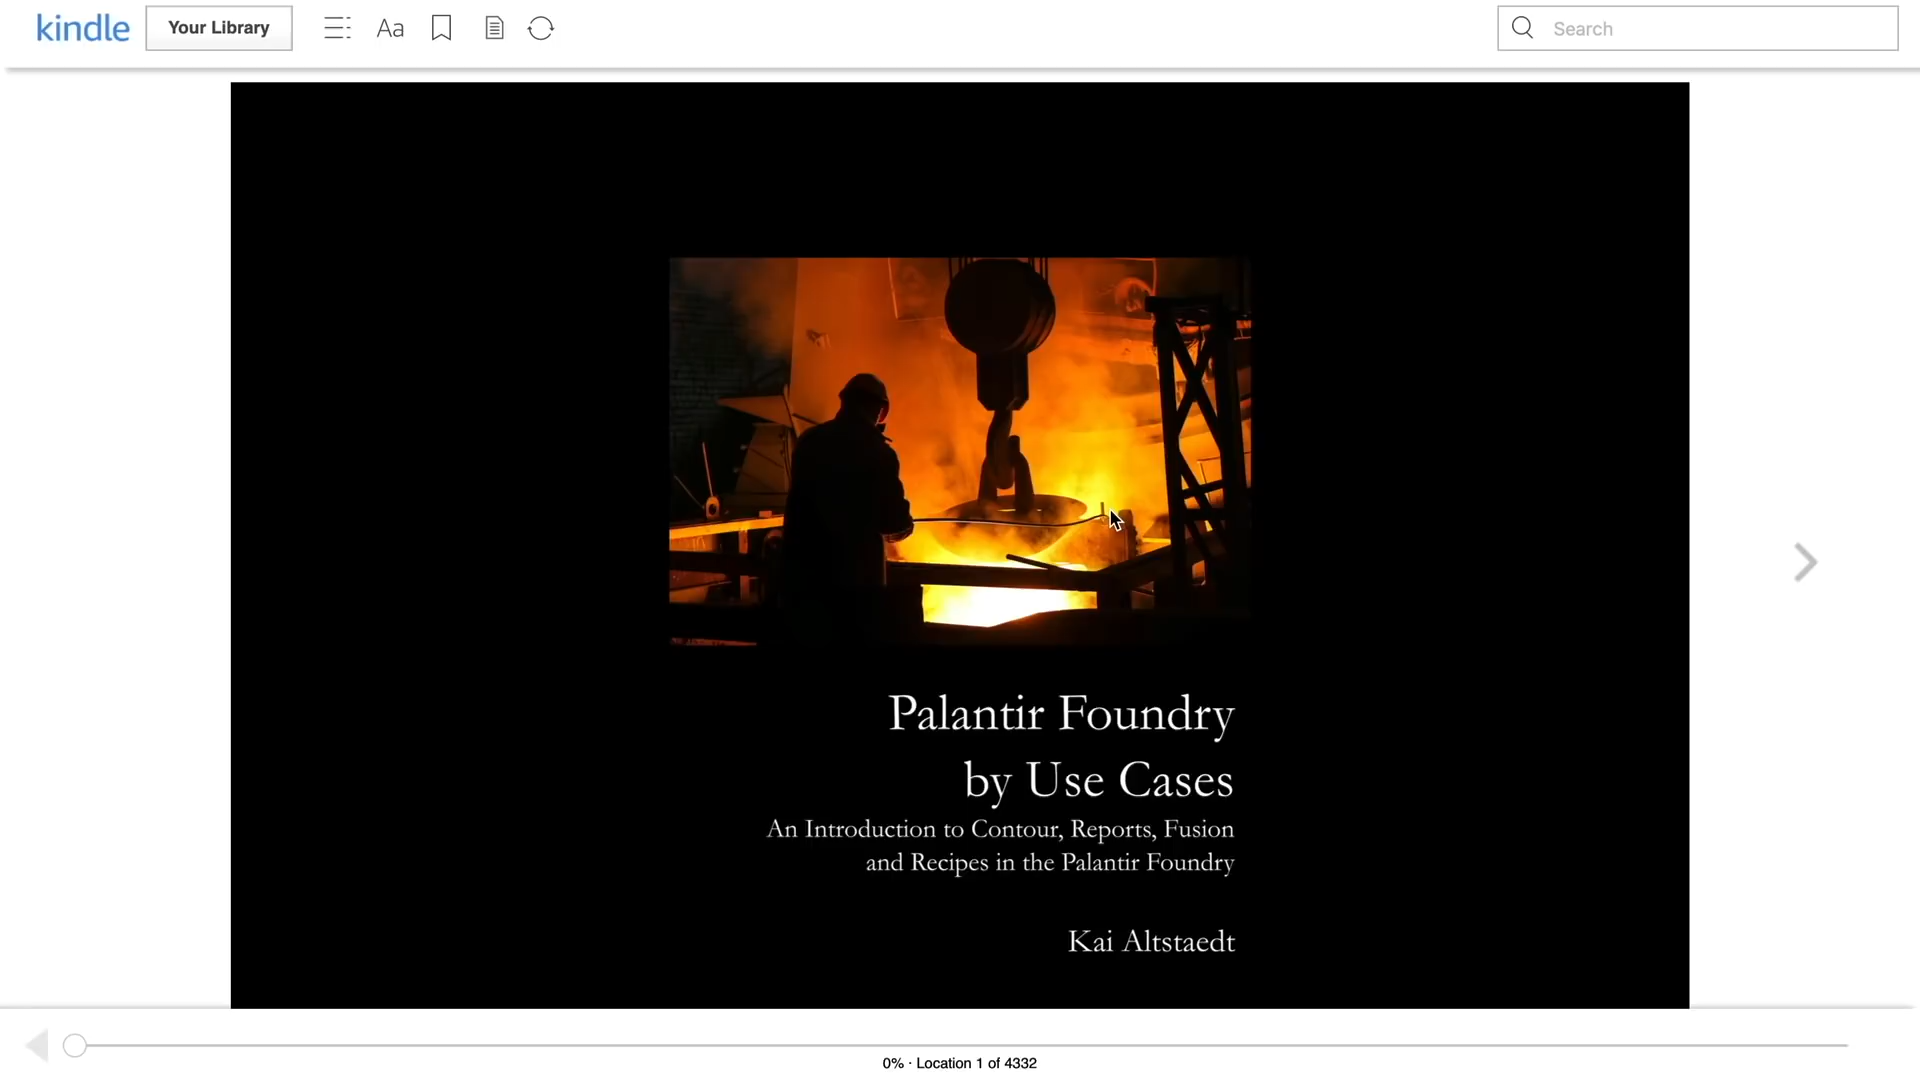 kindle
Your Library
Aa
Search
Palantir Foundry
by Use Cases
An Introduction to Contour, Reports, Fusion
and Recipes in the Palantir Foundry
Kai Altstaedt
0% · Location 1 of 4332